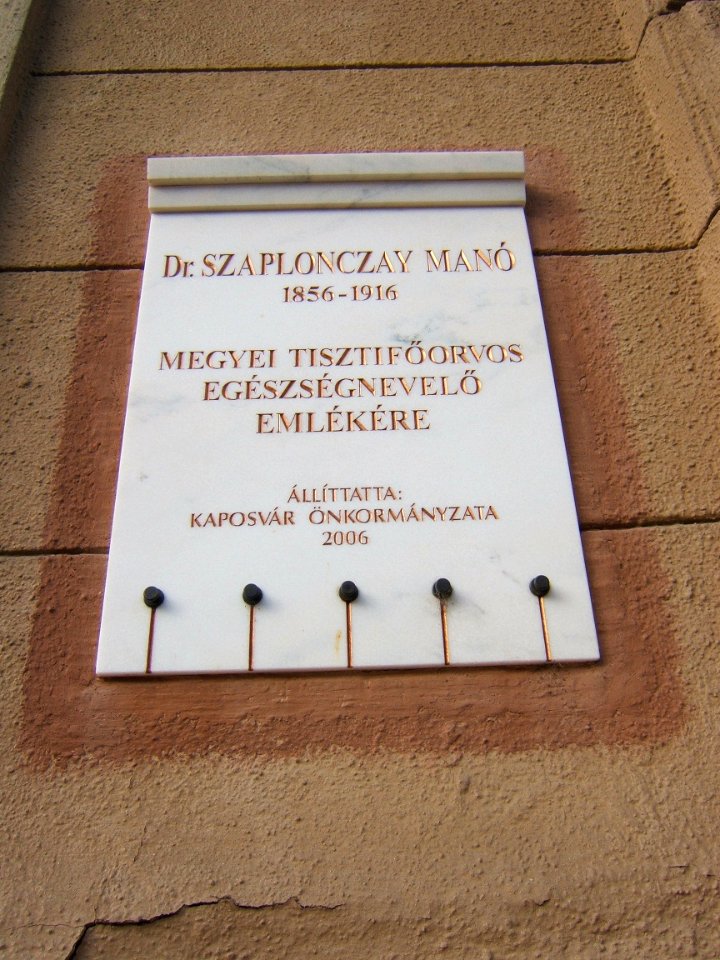 Dr. SZAPLONCZAY MANÓ
1856-1916
MEGYEI TISZTIFŐORVOS
EGÉSZSÉGNEVELŐ
EMLÉKÉRE
ÁLLÍTTATTA:
KAPOSVÁR ÖNKORMÁNYZATA
2006